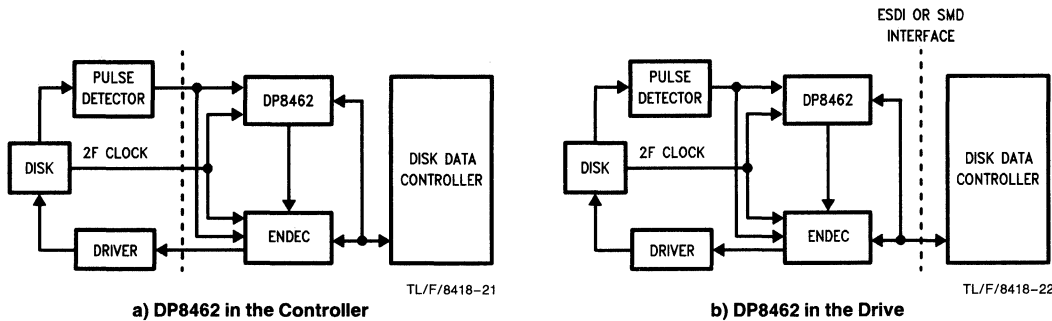 PULSE
DETECTOR
DP8462
DISK
2F CLOCK
DISK DATA
CONTROLLER
DRIVER
ENDEC
TL/F/8418-21
a) DP8462 in the Controller
ESDI OR SMD
INTERFACE
PULSE
DETECTOR
DP8462
DISK
2F CLOCK
DISK DATA
CONTROLLER
DRIVER
ENDEC
TL/F/8418-22
b) DP8462 in the Drive